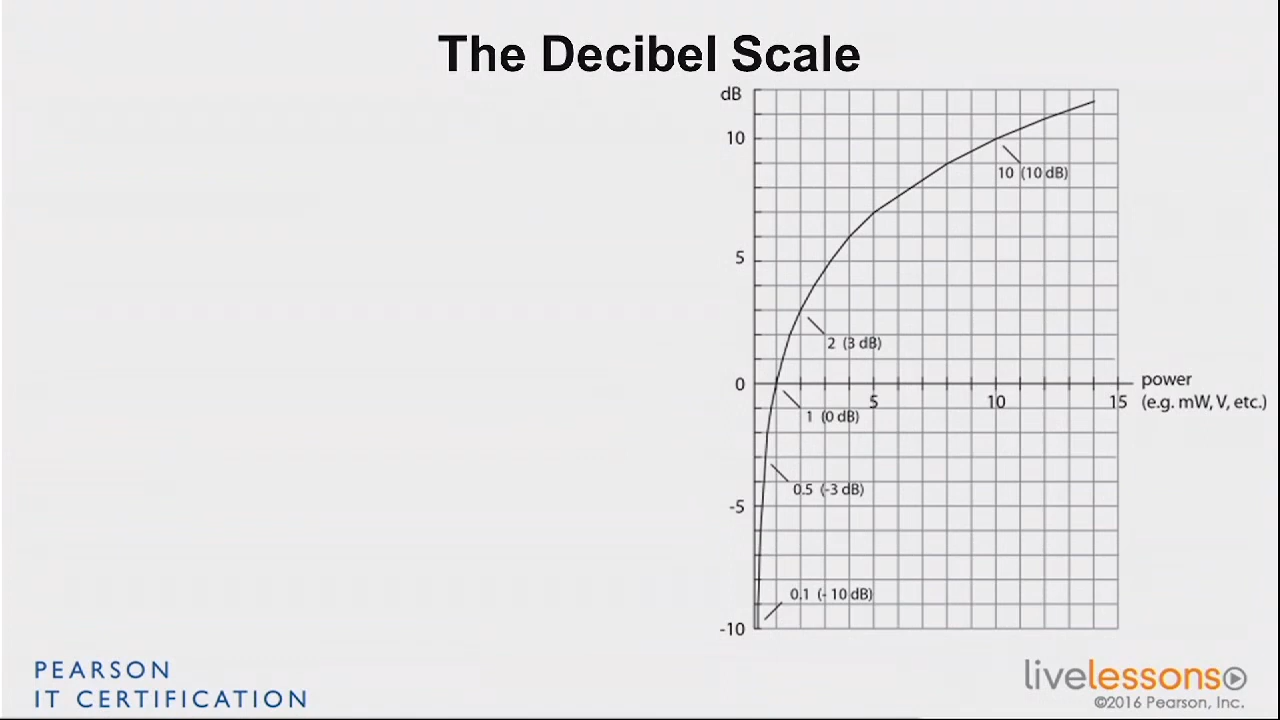 The Decibel Scale
dB
10
10 (10 dB)
5
2 (3 dB)
0
power
5
10
15
(e.g. mW, V, etc.)
1 (0 dB)
0.5 (-3 dB)
-5
0.1 (- 10 dB)
-10
PEARSON
IT CERTIFICATION
livelessons
©2016 Pearson, Inc.